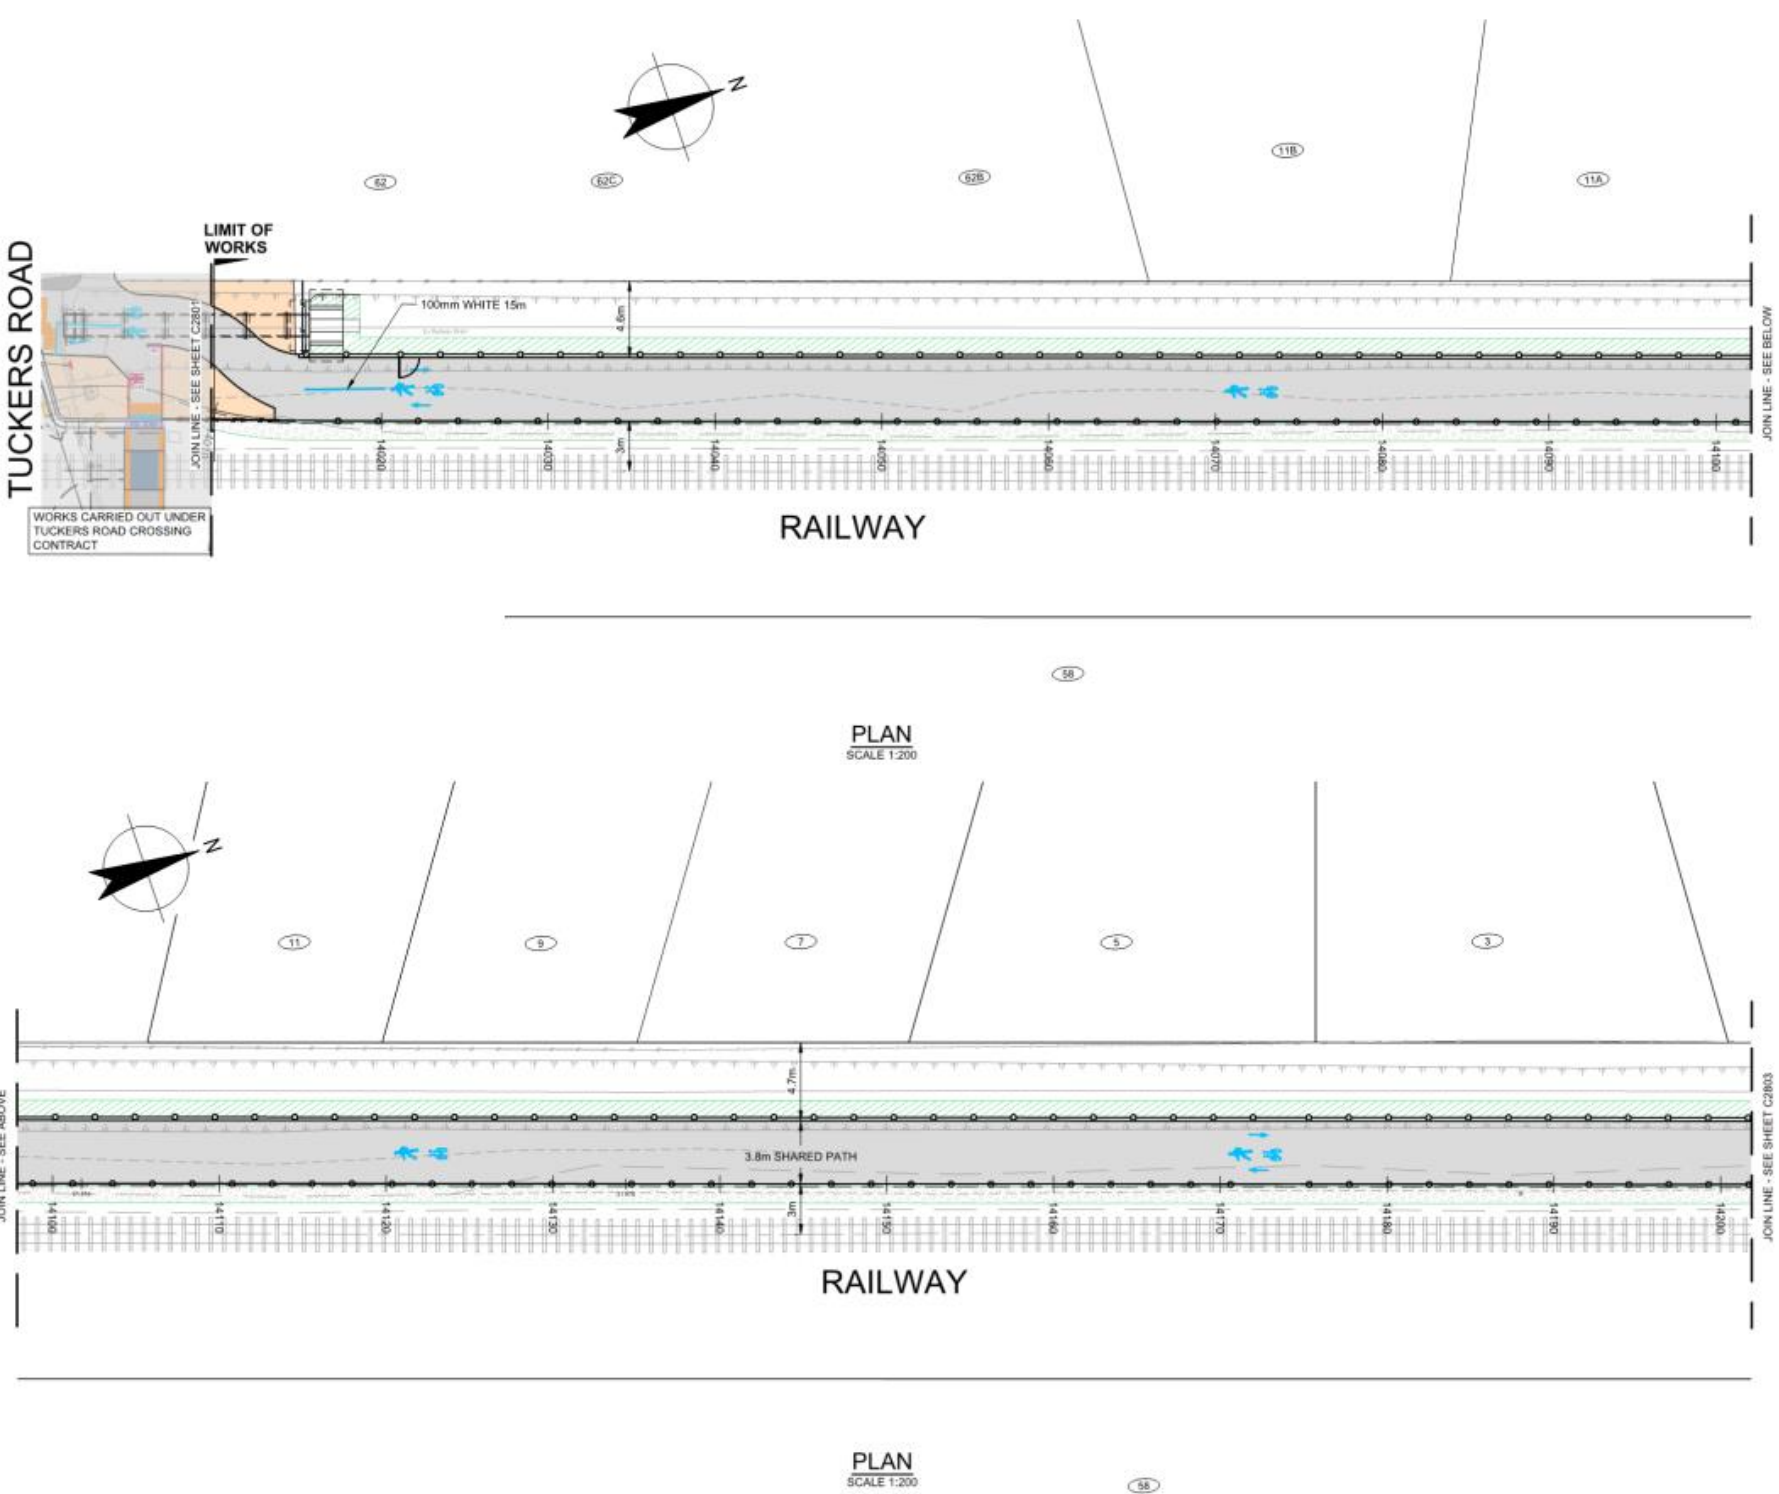 N
62
62C
62B
11B
11A
TUCKERS ROAD
LIMIT OF
WORKS
JOIN LINE - SEE SHEET C2801
100mm WHITE 15m
4.6m
3m
14020
14030
14040
14050
14060
14070
14080
14090
14100
JOIN LINE - SEE BELOW
WORKS CARRIED OUT UNDER
TUCKERS ROAD CROSSING
CONTRACT
RAILWAY
58
PLAN
SCALE 1:200
N
11
9
7
5
3
JOIN LINE - SEE ABOVE
4.7m
3.8m SHARED PATH
3m
14100
14110
14120
14130
14140
14150
14160
14170
14180
14190
14200
JOIN LINE - SEE SHEET C2803
RAILWAY
PLAN
SCALE 1:200
58